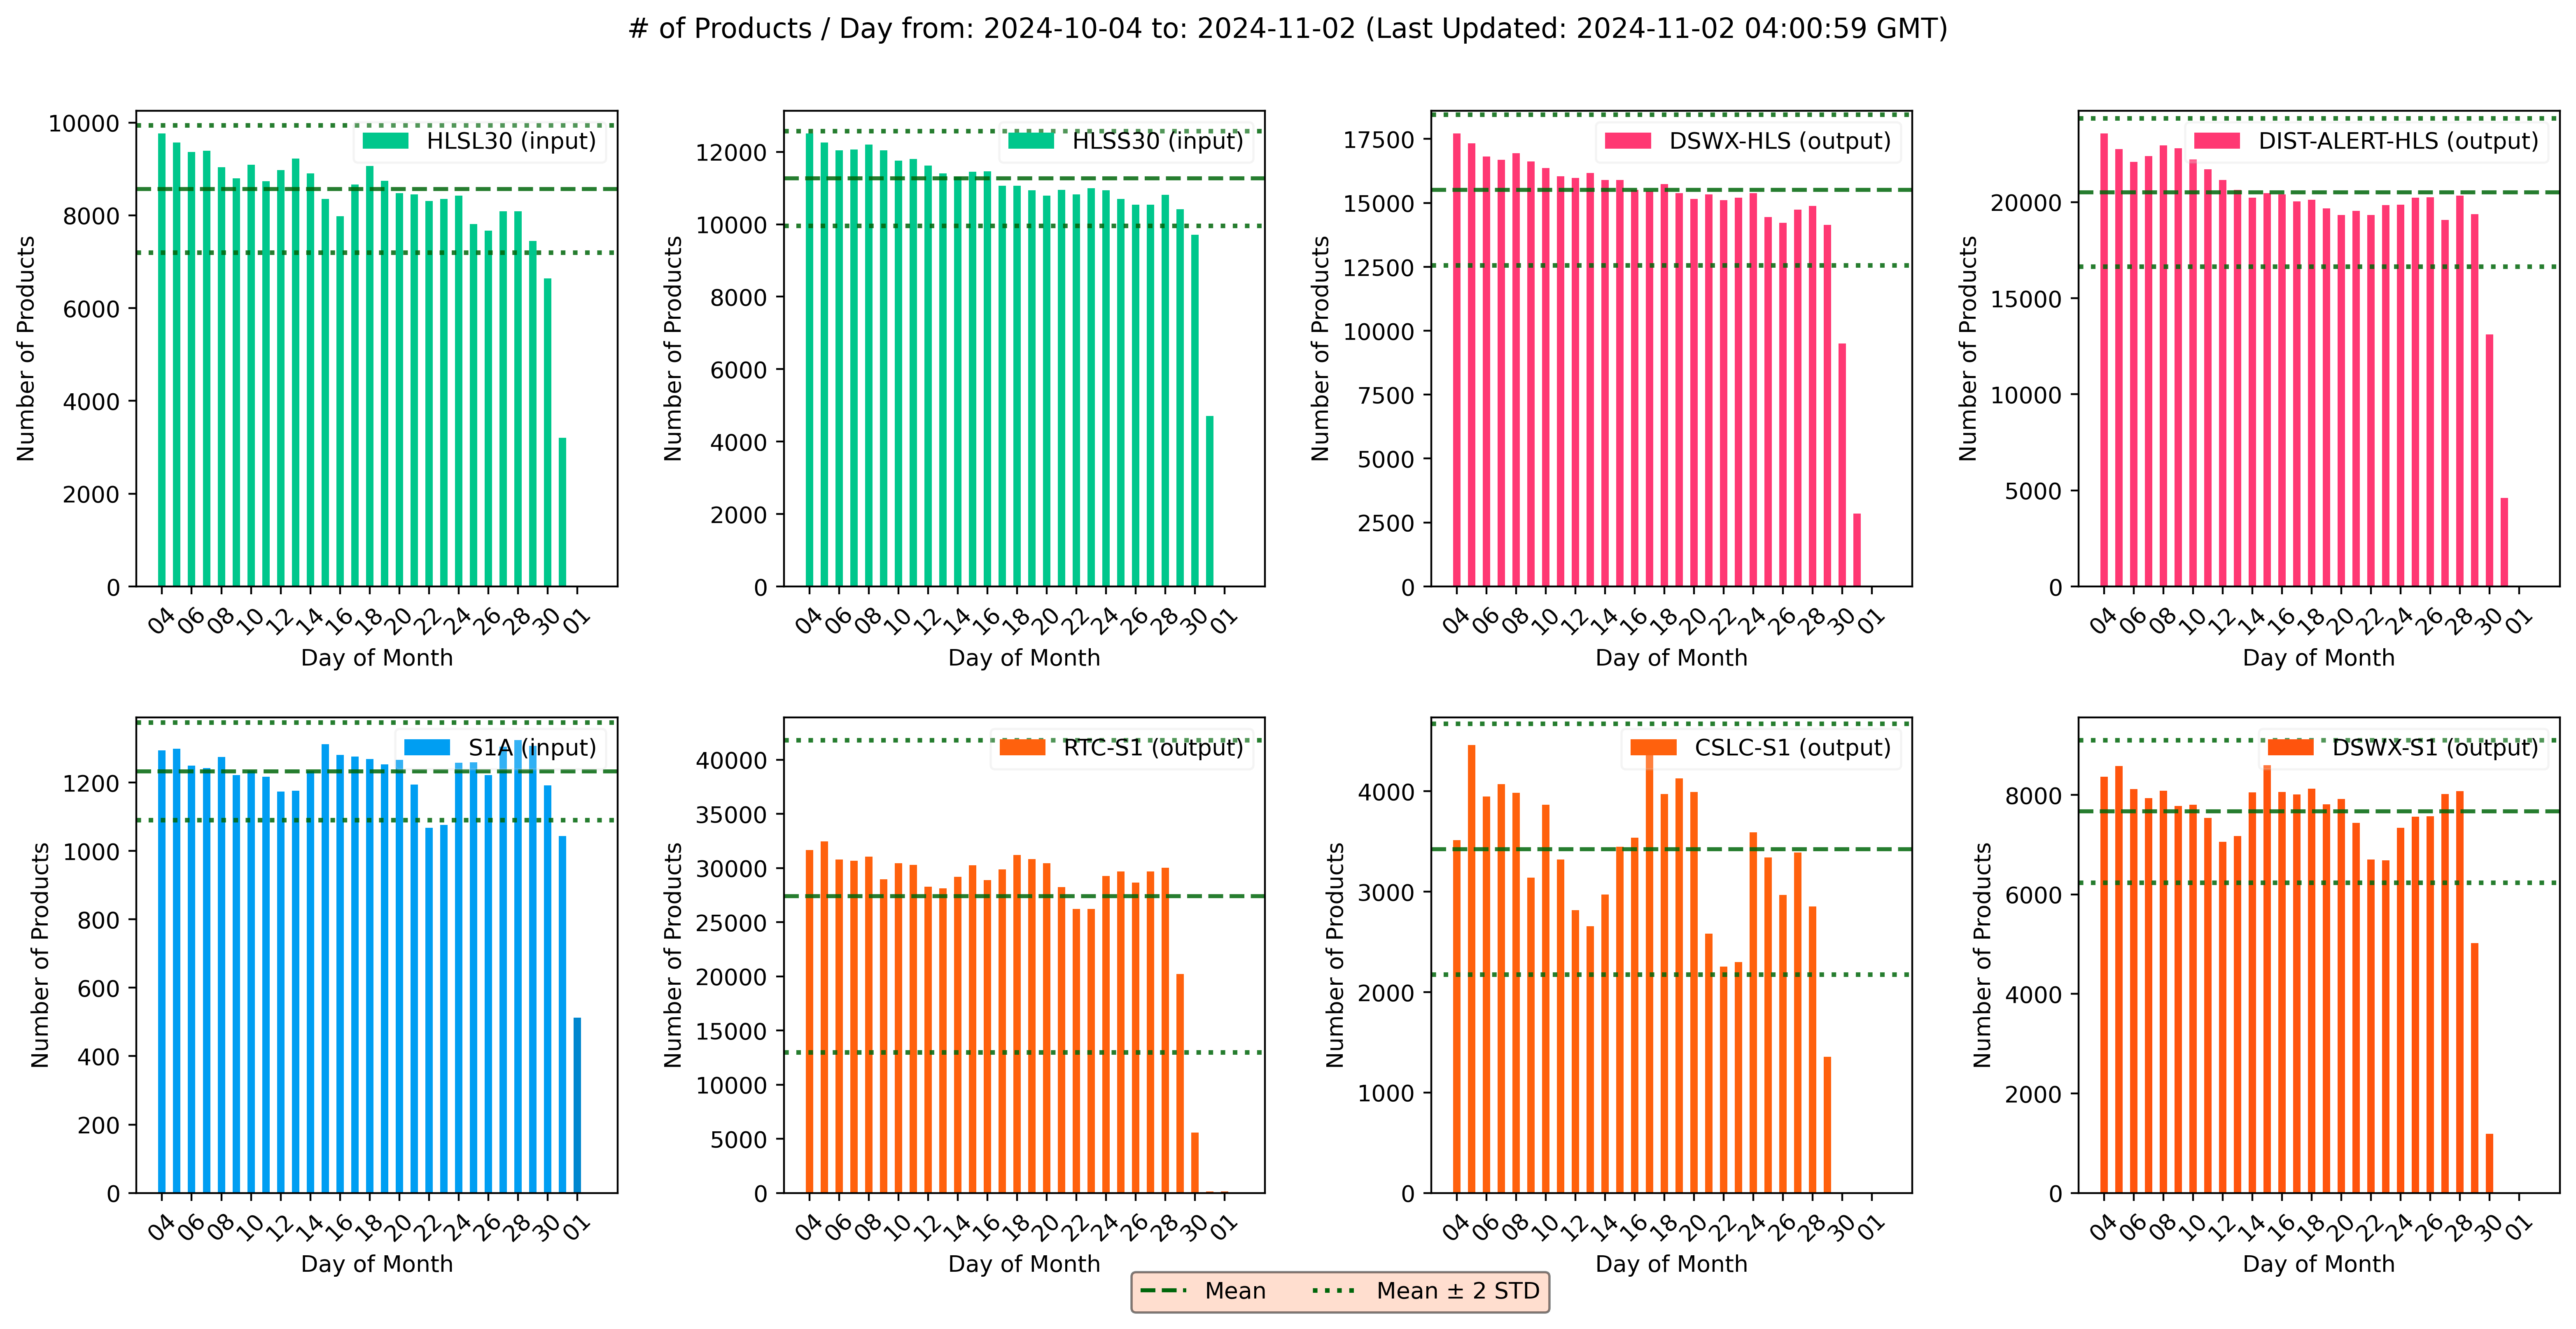 # of Products / Day from: 2024-10-04 to: 2024-11-02 (Last Updated: 2024-11-02 04:00:59 GMT)
HLSL30 (input)
Number of Products
10000
8000
6000
4000
2000
0
04 06 08 10 12 14 16 18 20 22 24 26 28 30 01
Day of Month
HLSS30 (input)
Number of Products
12000
10000
8000
6000
4000
2000
0
04 06 08 10 12 14 16 18 20 22 24 26 28 30 01
Day of Month
DSWX-HLS (output)
Number of Products
17500
15000
12500
10000
7500
5000
2500
0
04 06 08 10 12 14 16 18 20 22 24 26 28 30 01
Day of Month
DIST-ALERT-HLS (output)
Number of Products
20000
15000
10000
5000
0
04 06 08 10 12 14 16 18 20 22 24 26 28 30 01
Day of Month
S1A (input)
Number of Products
1200
1000
800
600
400
200
0
04 06 08 10 12 14 16 18 20 22 24 26 28 30 01
Day of Month
RTC-S1 (output)
Number of Products
40000
35000
30000
25000
20000
15000
10000
5000
0
04 06 08 10 12 14 16 18 20 22 24 26 28 30 01
Day of Month
CSLC-S1 (output)
Number of Products
4000
3000
2000
1000
0
04 06 08 10 12 14 16 18 20 22 24 26 28 30 01
Day of Month
DSWX-S1 (output)
Number of Products
8000
6000
4000
2000
0
04 06 08 10 12 14 16 18 20 22 24 26 28 30 01
Day of Month
Mean
Mean ± 2 STD